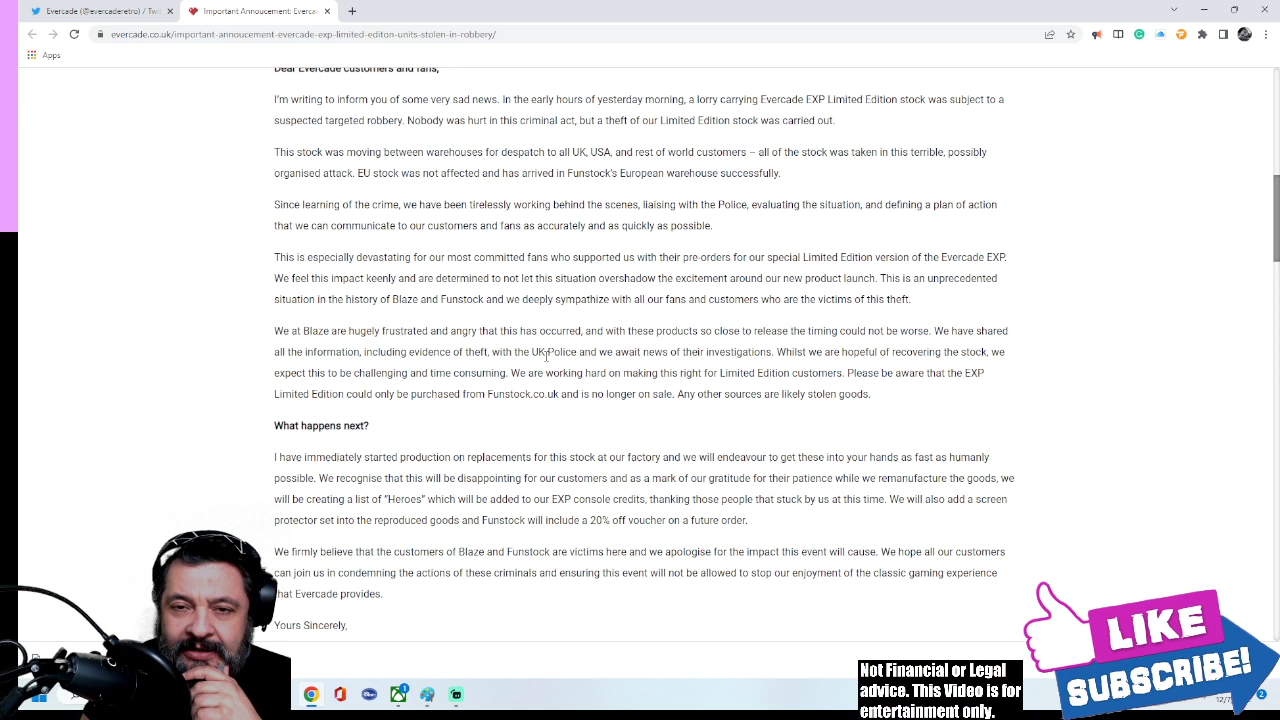 Evercade (@evercaderetro) / Twi
Important Annoucement: Everca
evercade.co.uk/important-annoucement-evercade-exp-limited-editon-units-stolen-in-robbery/
Apps
Dear Evercade customers and fans,
I'm writing to inform you of some very sad news. In the early hours of yesterday morning, a lorry carrying Evercade EXP Limited Edition stock was subject to a
suspected targeted robbery. Nobody was hurt in this criminal act, but a theft of our Limited Edition stock was carried out.
This stock was moving between warehouses for despatch to all UK, USA, and rest of world customers – all of the stock was taken in this terrible, possibly
organised attack. EU stock was not affected and has arrived in Funstock's European warehouse successfully.
Since learning of the crime, we have been tirelessly working behind the scenes, liaising with the Police, evaluating the situation, and defining a plan of action
that we can communicate to our customers and fans as accurately and as quickly as possible.
This is especially devastating for our most committed fans who supported us with their pre-orders for our special Limited Edition version of the Evercade EXP.
We feel this impact keenly and are determined to not let this situation overshadow the excitement around our new product launch. This is an unprecedented
situation in the history of Blaze and Funstock and we deeply sympathize with all our fans and customers who are the victims of this theft.
We at Blaze are hugely frustrated and angry that this has occurred, and with these products so close to release the timing could not be worse. We have shared
all the information, including evidence of theft, with the UK Police and we await news of their investigations. Whilst we are hopeful of recovering the stock, we
expect this to be challenging and time consuming. We are working hard on making this right for Limited Edition customers. Please be aware that the EXP
Limited Edition could only be purchased from Funstock.co.uk and is no longer on sale. Any other sources are likely stolen goods.
What happens next?
I have immediately started production on replacements for this stock at our factory and we will endeavour to get these into your hands as fast as humanly
possible. We recognise that this will be disappointing for our customers and as a mark of our gratitude for their patience while we remanufacture the goods, we
will be creating a list of “Heroes” which will be added to our EXP console credits, thanking those people that stuck by us at this time. We will also add a screen
protector set into the reproduced goods and Funstock will include a 20% off voucher on a future order.
We firmly believe that the customers of Blaze and Funstock are victims here and we apologise for the impact this event will cause. We hope all our customers
can join us in condemning the actions of these criminals and ensuring this event will not be allowed to stop our enjoyment of the classic gaming experience
that Evercade provides.
Yours Sincerely,
LIKE
SUBSCRIBE!
Not Financial or Legal
advice. This Video is for
entertainment only.